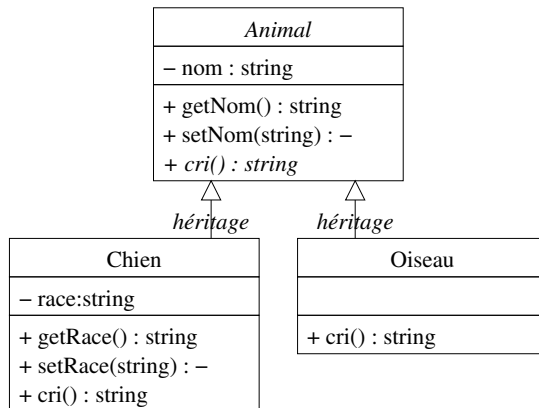 Animal
− nom : string
+ getNom() : string
+ setNom(string) : −
+ cri() : string
héritage
héritage
Chien
− race:string
+ getRace() : string
+ setRace(string) : −
+ cri() : string
Oiseau
+ cri() : string